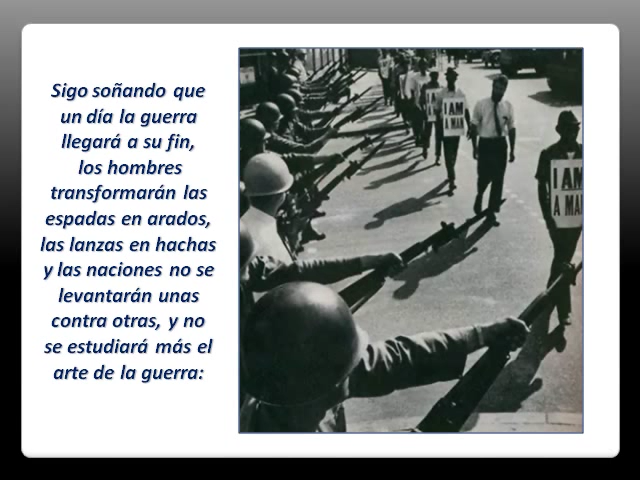 Sigo soñando que
un día la guerra
llegará a su fin,
los hombres
transformarán las
espadas en arados,
las lanzas en hachas
y las naciones no se
levantarán unas
contra otras, y no
se estudiará más el
arte de la guerra:
I AM
A MAN
I AM
A MAN